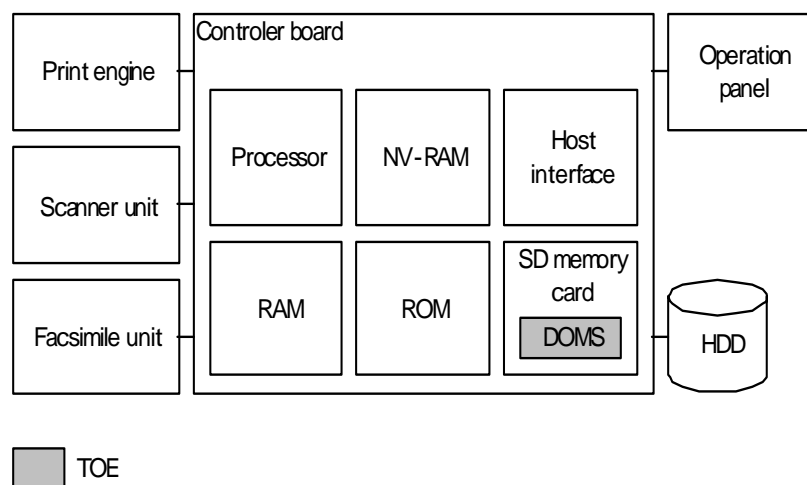 Controler board
Print engine
Operation
panel
Processor
NV-RAM
Host
interface
Scanner unit
RAM
ROM
SD memory
card
DOMS
Facsimile unit
HDD
TOE